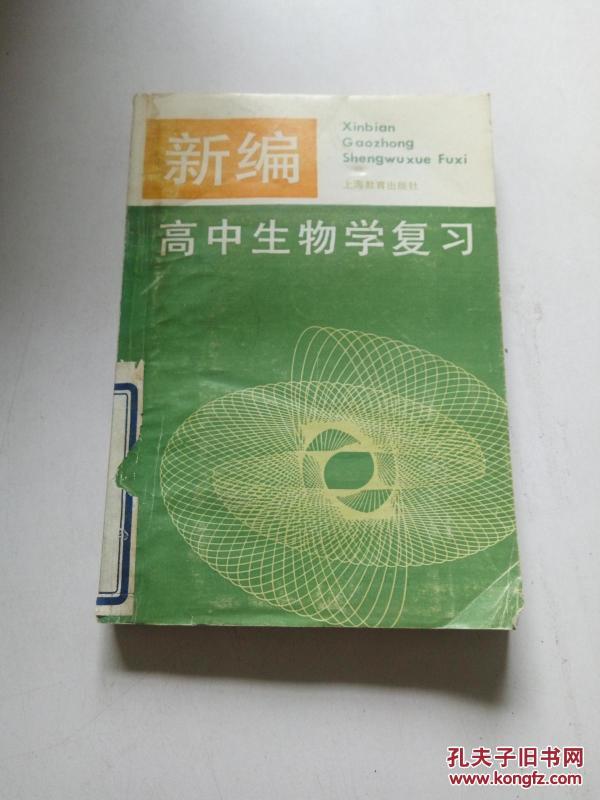 新编
Xinbian
Gaozhong
Shengwuxue Fuxi
上海教育出版社
高中生物学复习
孔夫子旧书网
www.kongfz.com